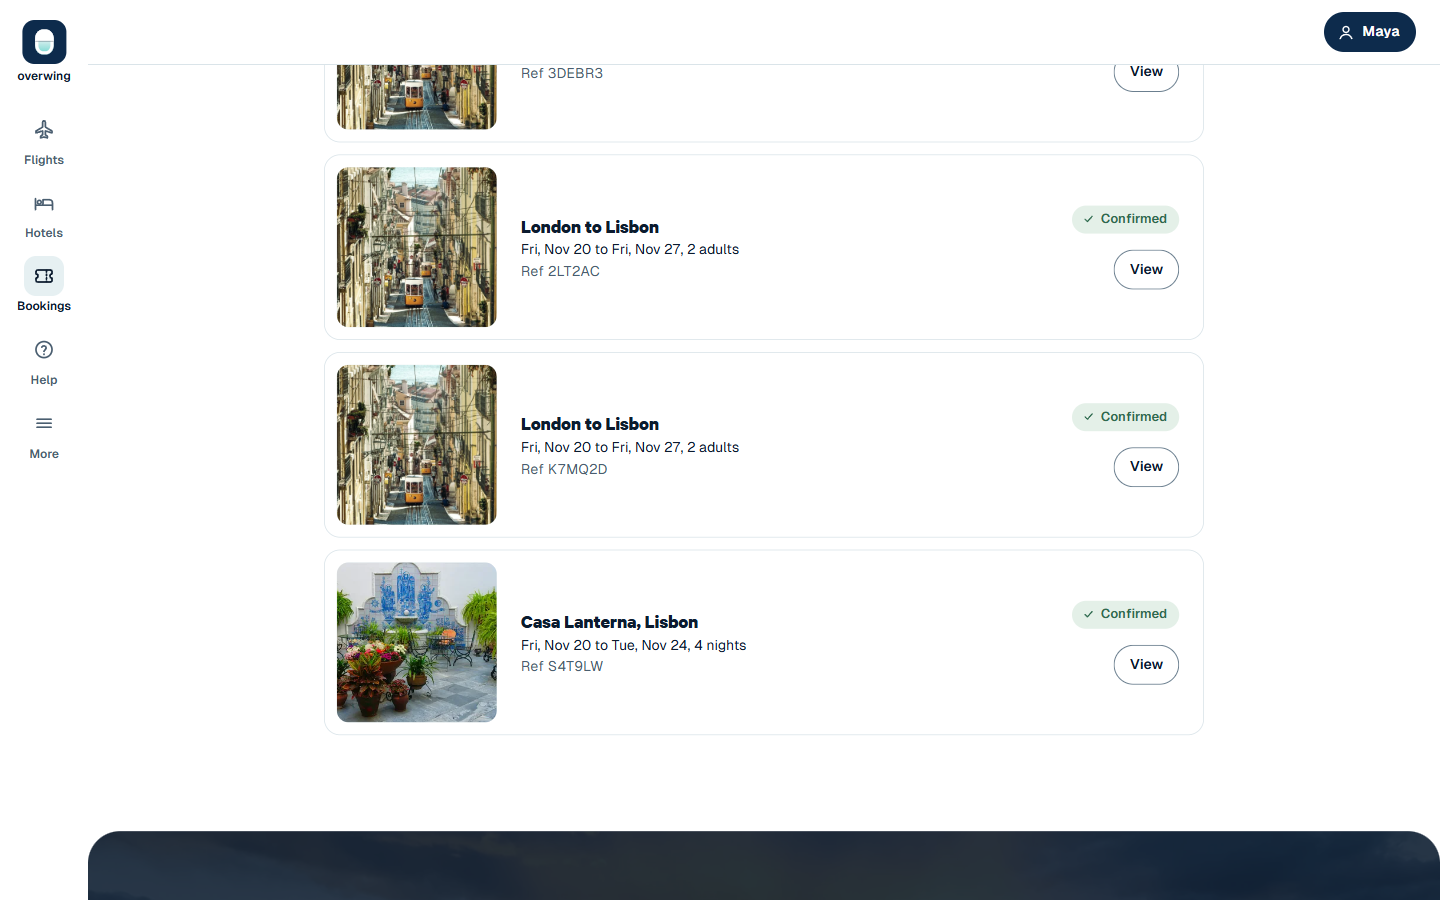 overwing
Flights
Hotels
Bookings
Help
More
Maya
Ref 3DEBR3
View
London to Lisbon
Fri, Nov 20 to Fri, Nov 27, 2 adults
Ref 2LT2AC
Confirmed
View
London to Lisbon
Fri, Nov 20 to Fri, Nov 27, 2 adults
Ref K7MQ2D
Confirmed
View
Casa Lanterna, Lisbon
Fri, Nov 20 to Tue, Nov 24, 4 nights
Ref S4T9LW
Confirmed
View